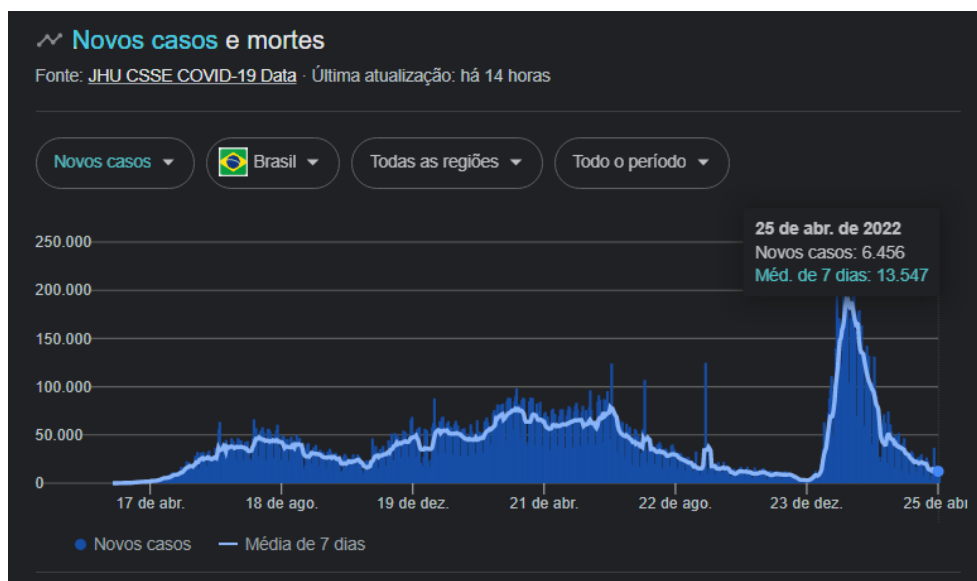 Novos casos e mortes
Fonte: JHU CSSE COVID-19 Data · Última atualização: há 14 horas
Novos casos
Brasil
Todas as regiões
Todo o período
25 de abr. de 2022
Novos casos: 6.456
Méd. de 7 dias: 13.547
250.000
200.000
150.000
100.000
50.000
0
17 de abr.
18 de ago.
19 de dez.
21 de abr.
22 de ago.
23 de dez.
25 de abr
Novos casos
Média de 7 dias